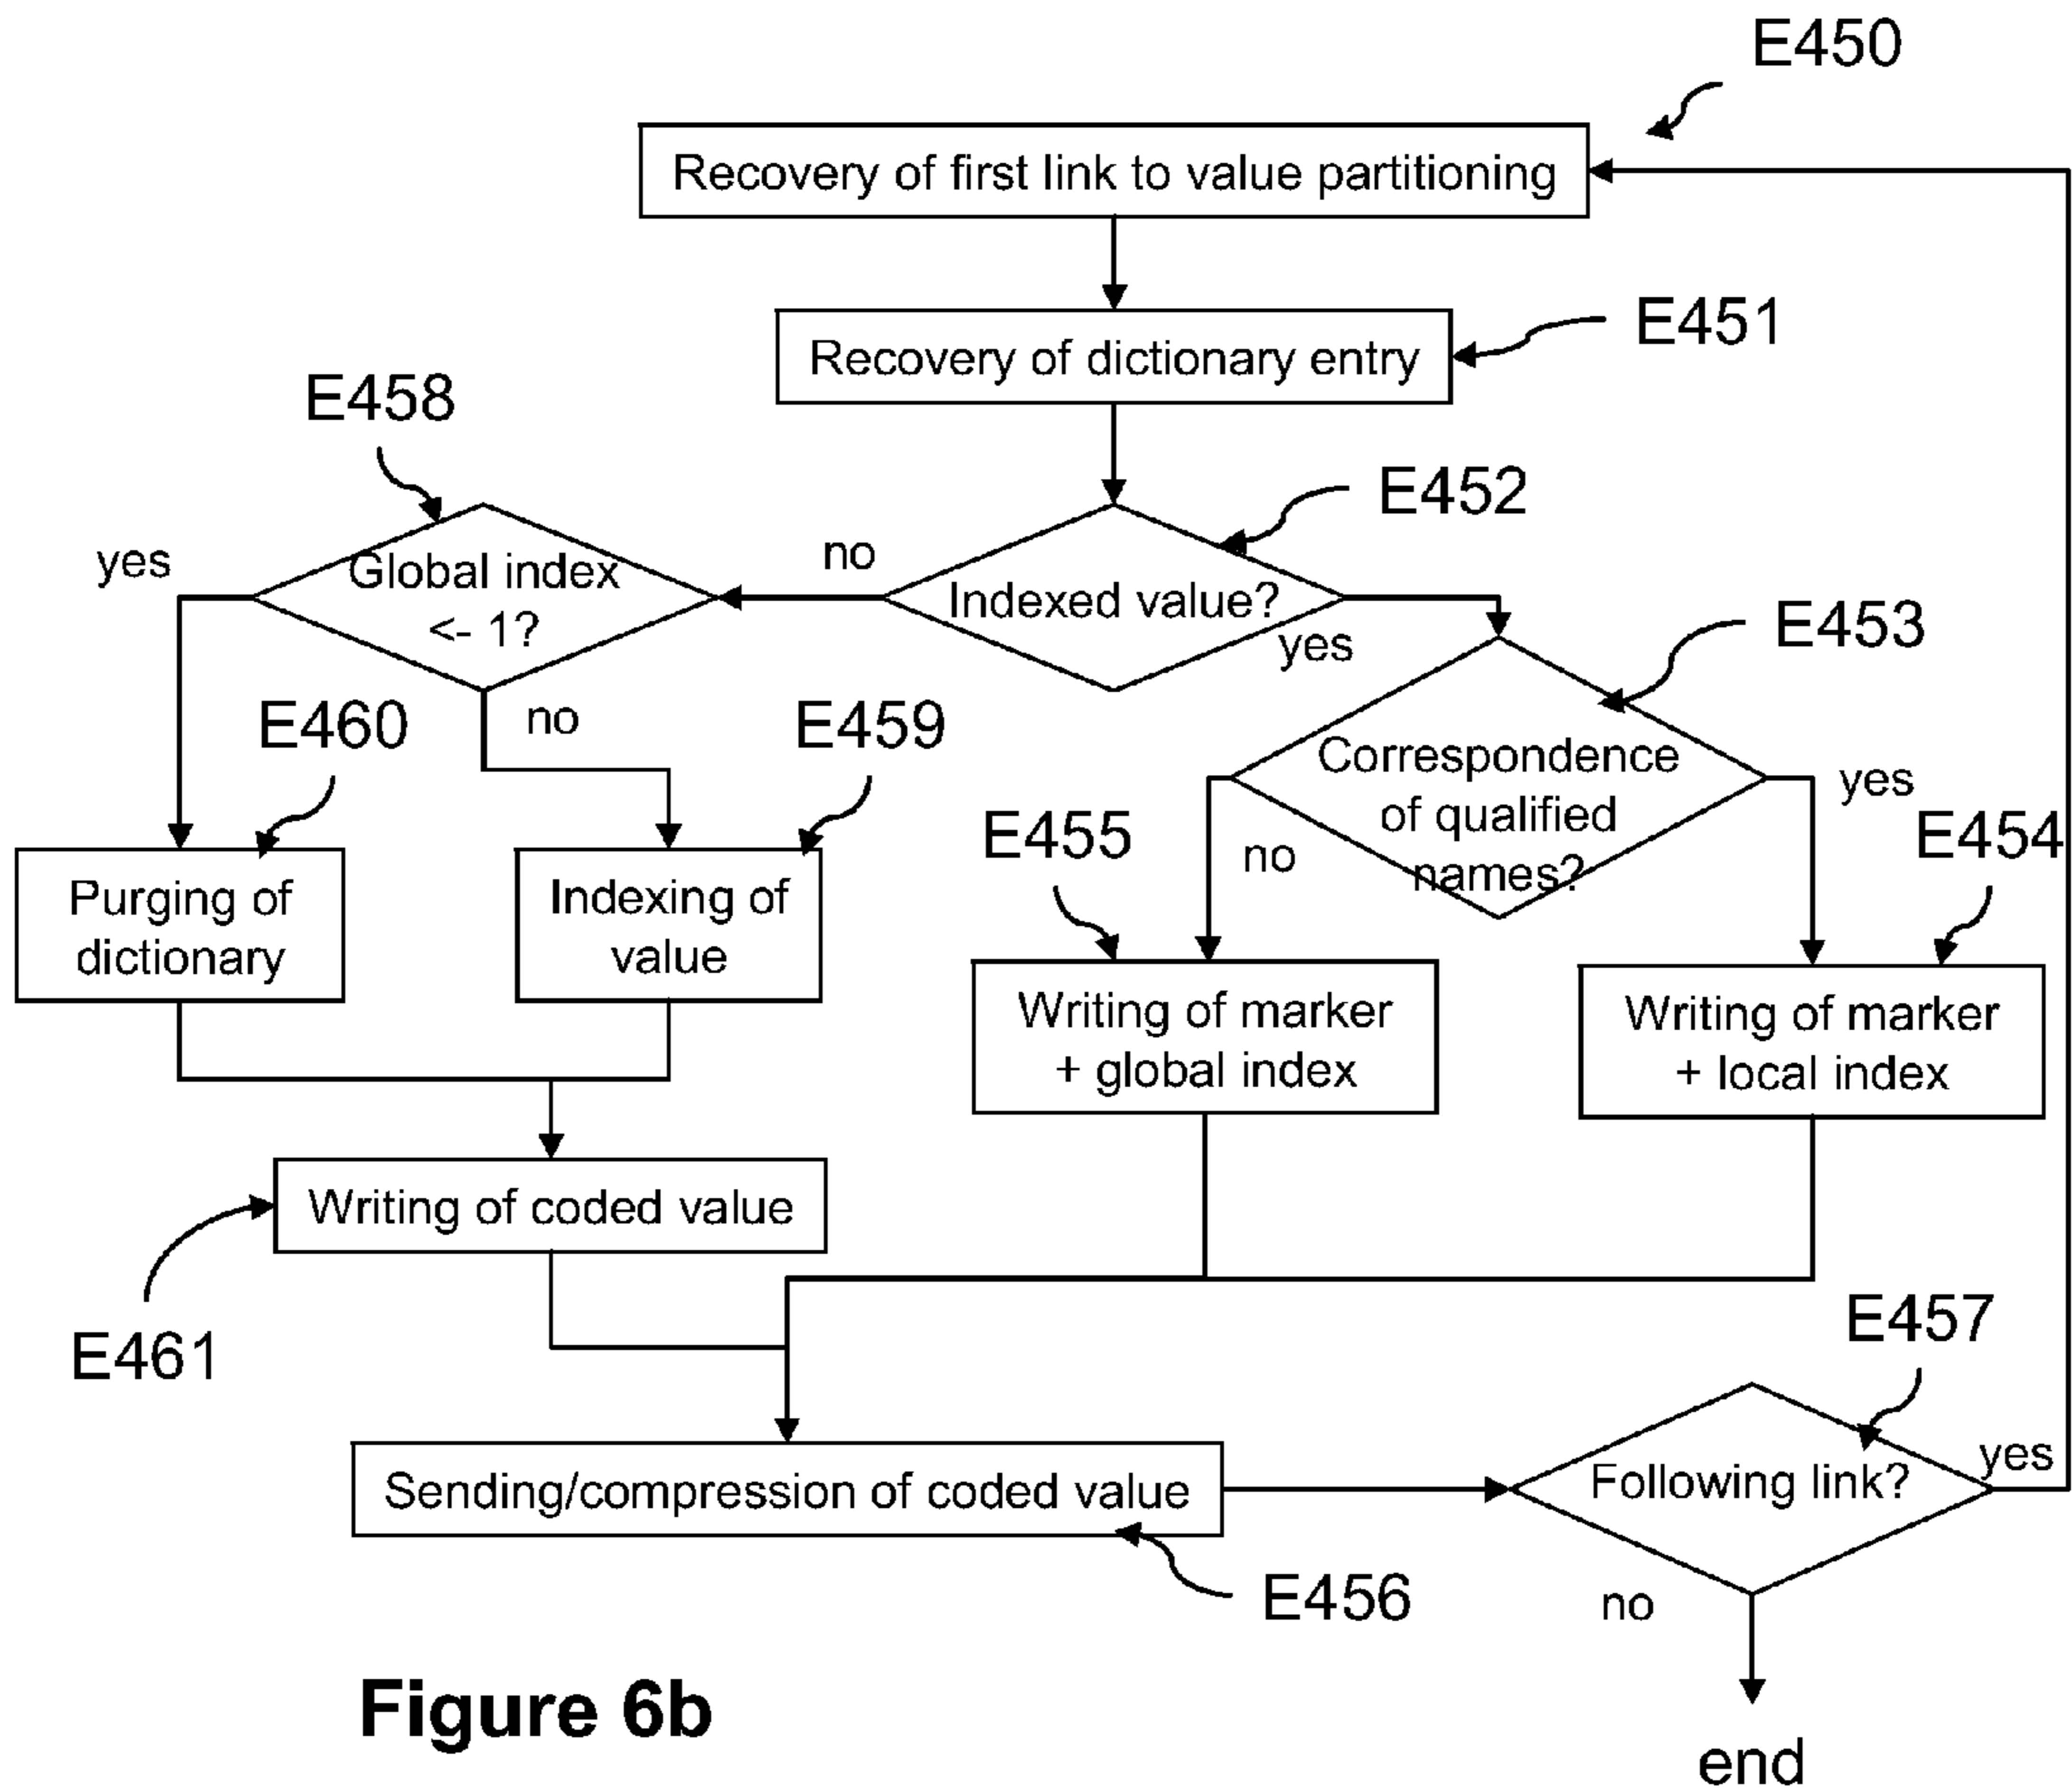 E450
Recovery of first link to value partitioning
E451
Recovery of dictionary entry
E458
E452
yes
Global index
<- 1?
no
Indexed value?
yes
E453
E460
no
E459
Correspondence
of qualified
names?
yes
E455
no
E454
Purging of
dictionary
Indexing of
value
Writing of marker
+ global index
Writing of marker
+ local index
Writing of coded value
E461
E457
Sending/compression of coded value
Following link?
yes
E456
no
Figure 6b
end